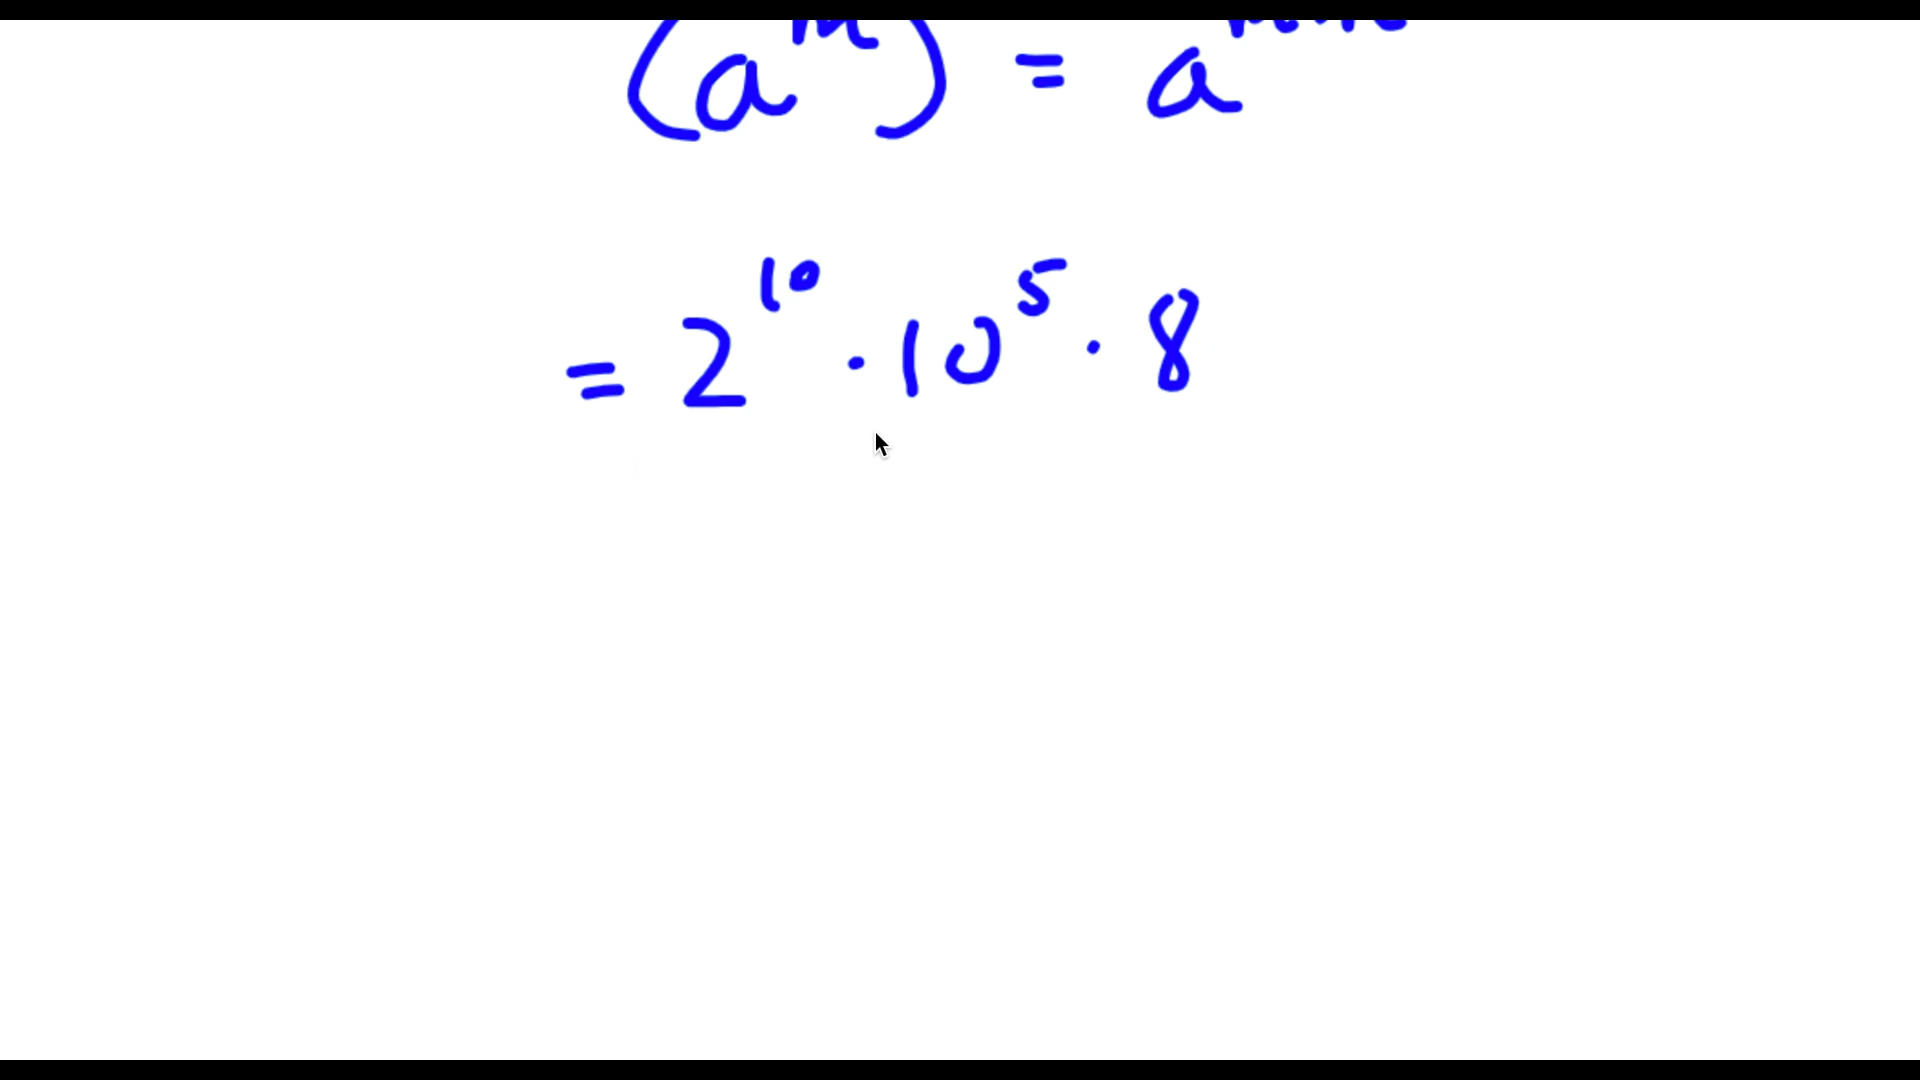 (a^m) = a
= 2^10 · 10^5 · 8